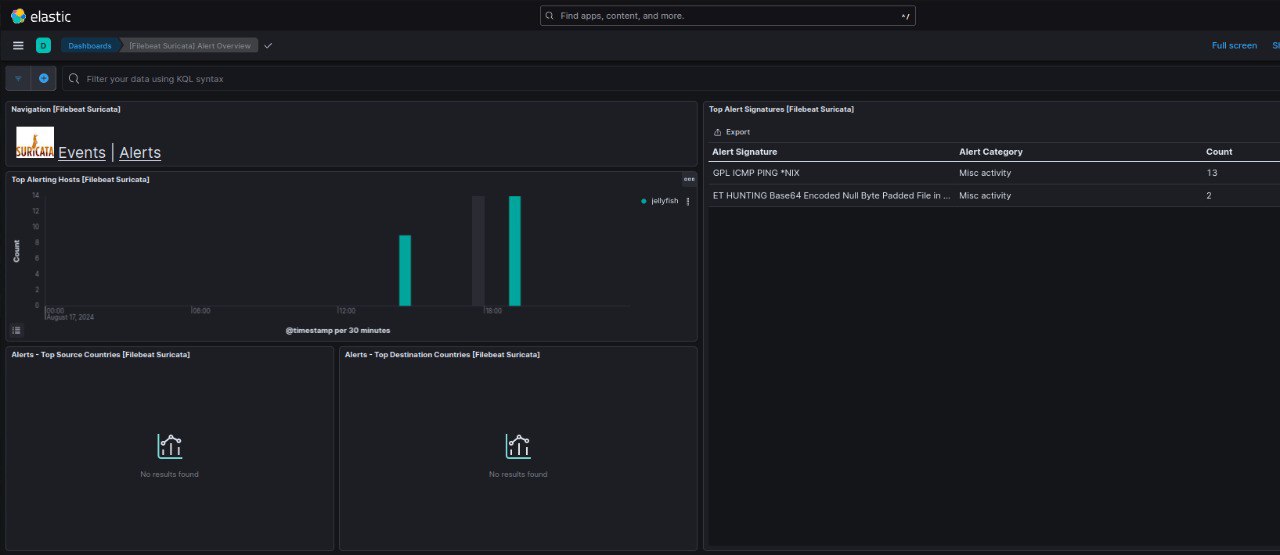 elastic
Find apps, content, and more.
^/
D
Dashboards
[Filebeat Suricata] Alert Overview
Full screen
Filter your data using KQL syntax
Navigation [Filebeat Suricata]
SURICATA
Events | Alerts
Top Alerting Hosts [Filebeat Suricata]
14
12
10
8
6
4
2
0
Count
00:00
August 17, 2024
06:00
12:00
18:00
@timestamp per 30 minutes
jellyfish
Alerts - Top Source Countries [Filebeat Suricata]
No results found
Alerts - Top Destination Countries [Filebeat Suricata]
No results found
Top Alert Signatures [Filebeat Suricata]
Export
Alert Signature Alert Category Count
GPL ICMP PING *NIX Misc activity 13
ET HUNTING Base64 Encoded Null Byte Padded File in ... Misc activity 2